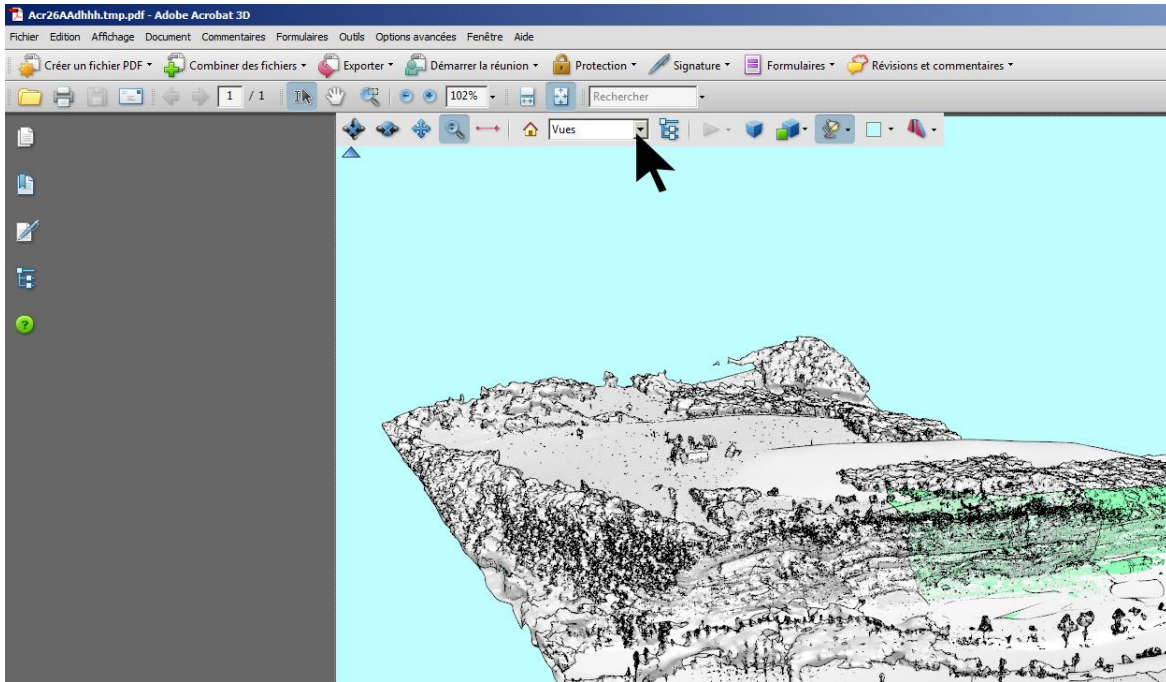 Acr26AAdhhh.tmp.pdf - Adobe Acrobat 3D
Fichier Edition Affichage Document Commentaires Formulaires Outils Options avancées Fenêtre Aide
Créer un fichier PDF Combiner des fichiers Exporter Démarrer la réunion Protection Signature Formulaires Révisions et commentaires
1 / 1 102% Rechercher
Vues